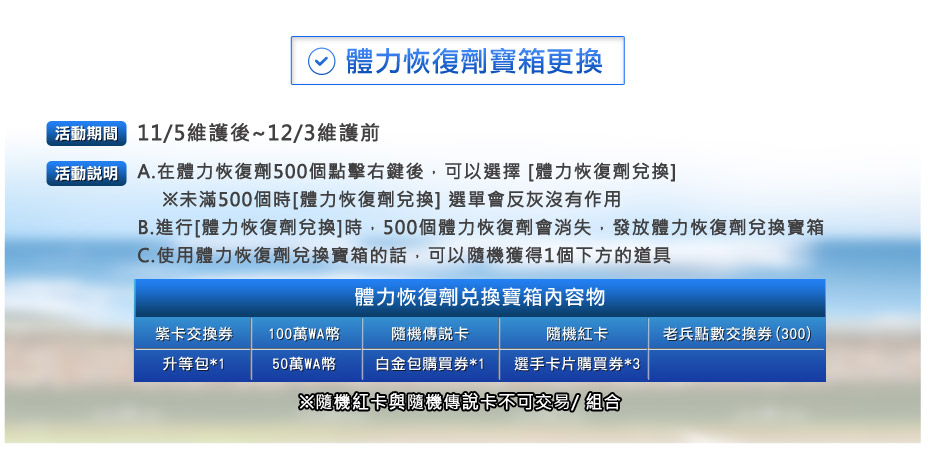 體力恢復劑寶箱更換
活動期間 11/5維護後~12/3維護前
活動説明 A.在體力恢復劑500個點擊右鍵後，可以選擇 [體力恢復劑兌換]
※未滿500個時[體力恢復劑兌換] 選單會反灰沒有作用
B.進行[體力恢復劑兌換]時，500個體力恢復劑會消失，發放體力恢復劑兌換寶箱
C.使用體力恢復劑兌換寶箱的話，可以隨機獲得1個下方的道具
體力恢復劑兌換寶箱內容物
紫卡交換券 100萬WA幣 隨機傳説卡 隨機紅卡 老兵點數交換券(300)
升等包*1 50萬WA幣 白金包購買券*1 選手卡片購買券*3
※隨機紅卡與隨機傳說卡不可交易/ 組合